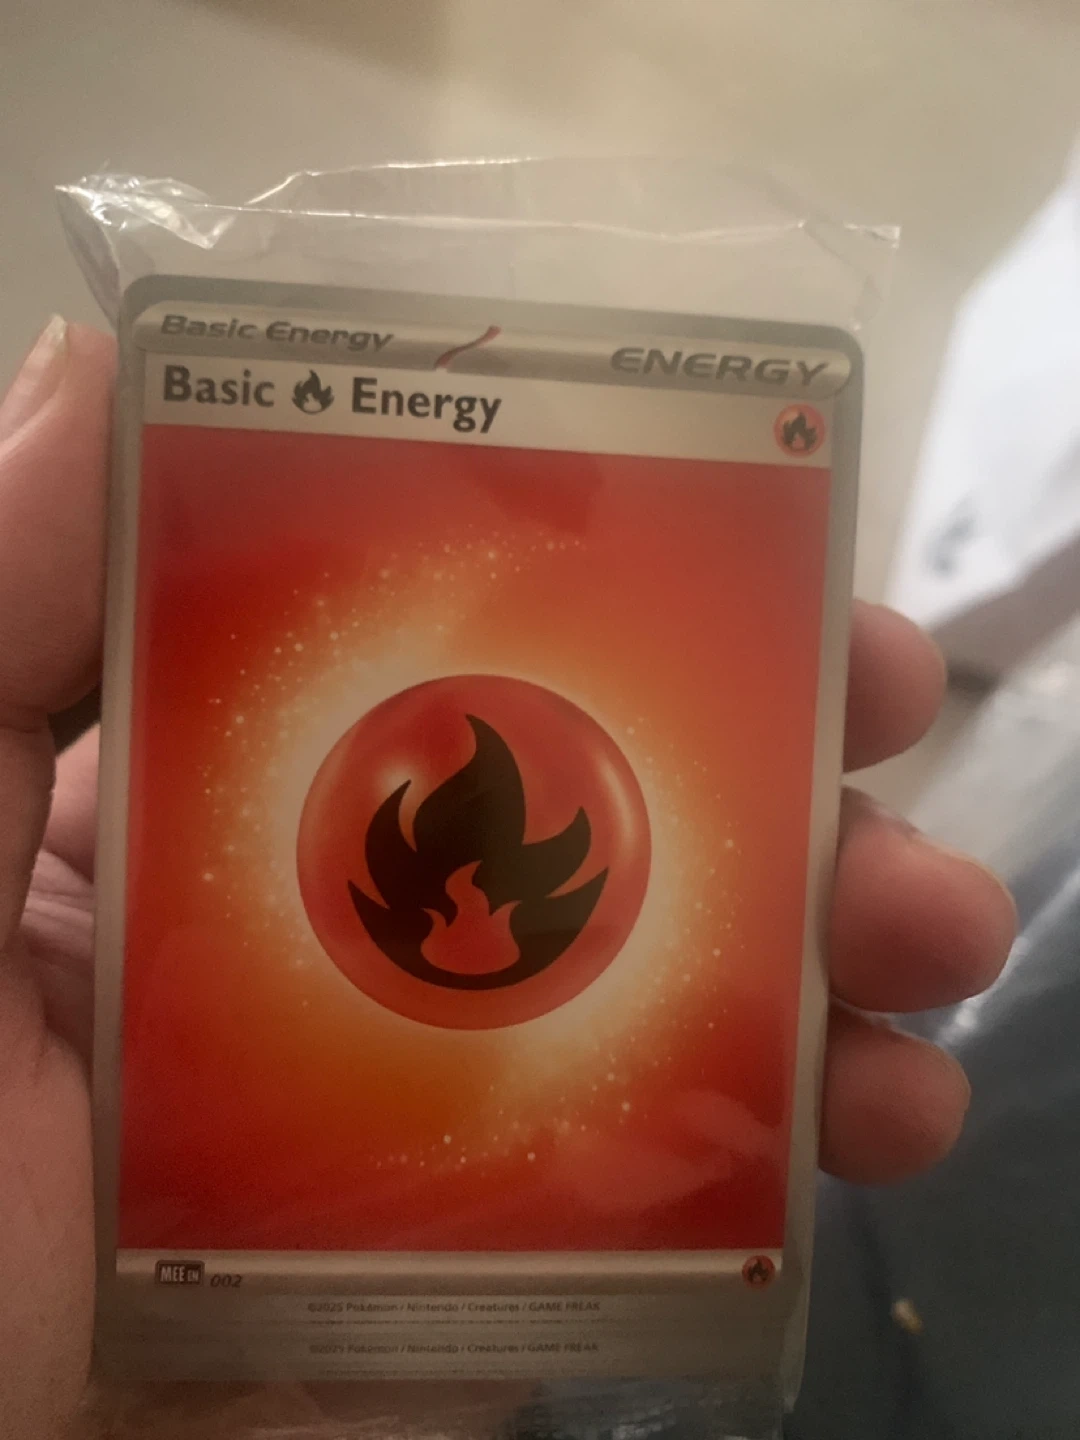 Basic Energy
ENERGY
Basic Energy
MEE EN 002
©2025 Pokémon / Nintendo / Creatures / GAME FREAK
©2025 Pokémon / Nintendo / Creatures / GAME FREAK